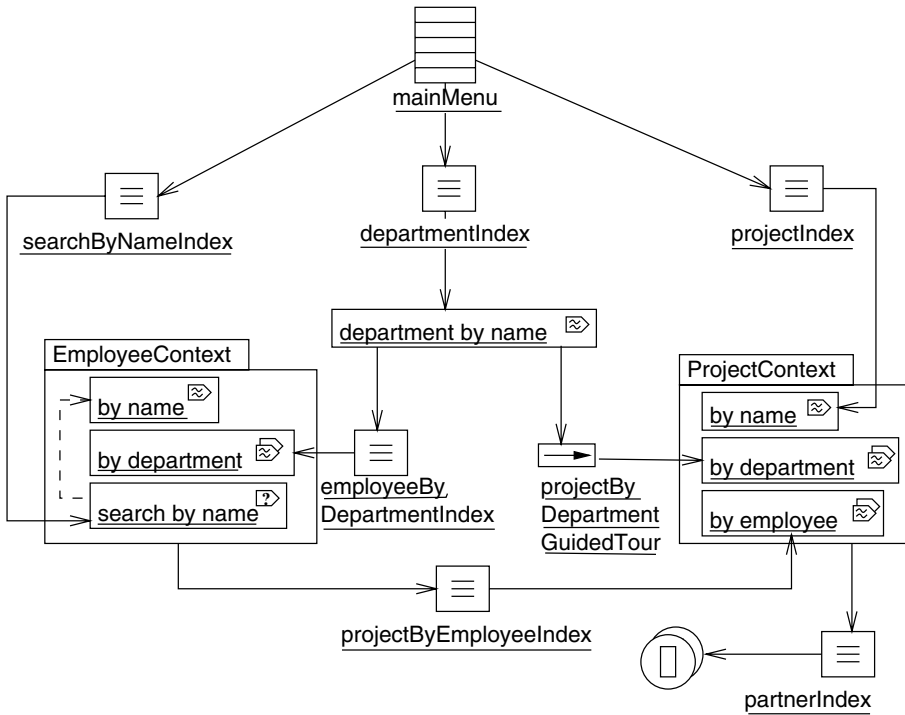 mainMenu
searchByNameIndex
departmentIndex
projectIndex
department by name
EmployeeContext
by name
by department
search by name
?
employeeBy,
DepartmentIndex
projectBy
Department
GuidedTour
ProjectContext
by name
by department
by employee
projectByEmployeeIndex
partnerIndex